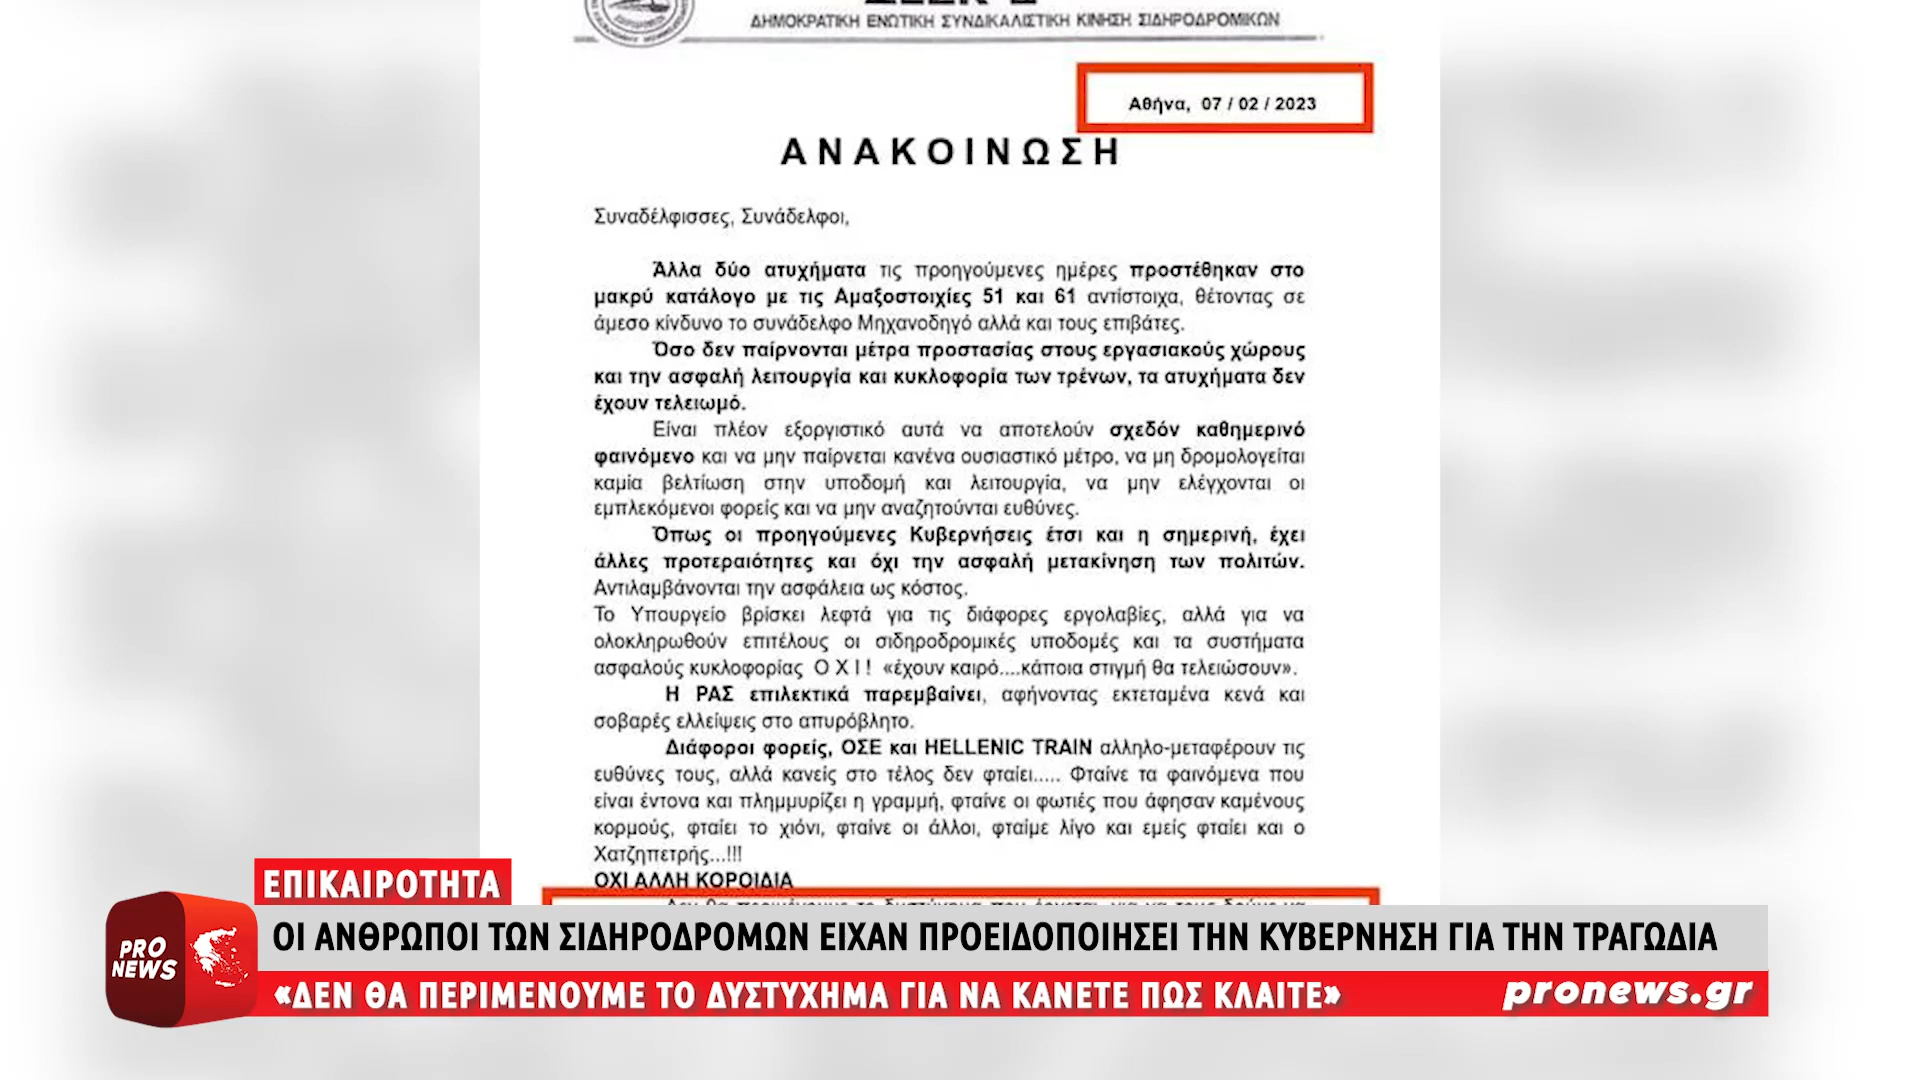 ΔΗΜΟΚΡΑΤΙΚΗ ΕΝΩΤΙΚΗ ΣΥΝΔΙΚΑΛΙΣΤΙΚΗ ΚΙΝΗΣΗ ΣΙΔΗΡΟΔΡΟΜΙΚΩΝ
Αθήνα, 07 / 02 / 2023
Α Ν Α Κ Ο Ι Ν Ω Σ Η
Συναδέλφισσες, Συνάδελφοι,
Άλλα δύο ατυχήματα τις προηγούμενες ημέρες προστέθηκαν στο
μακρύ κατάλογο με τις Αμαξοστοιχίες 51 και 61 αντίστοιχα, θέτοντας σε
άμεσο κίνδυνο το συνάδελφο Μηχανοδηγό αλλά και τους επιβάτες.
Όσο δεν παίρνονται μέτρα προστασίας στους εργασιακούς χώρους
και την ασφαλή λειτουργία και κυκλοφορία των τρένων, τα ατυχήματα δεν
έχουν τελειωμό.
Είναι πλέον εξοργιστικό αυτά να αποτελούν σχεδόν καθημερινό
φαινόμενο και να μην παίρνεται κανένα ουσιαστικό μέτρο, να μη δρομολογείται
καμία βελτίωση στην υποδομή και λειτουργία, να μην ελέγχονται οι
εμπλεκόμενοι φορείς και να μην αναζητούνται ευθύνες.
Όπως οι προηγούμενες Κυβερνήσεις έτσι και η σημερινή, έχει
άλλες προτεραιότητες και όχι την ασφαλή μετακίνηση των πολιτών.
Αντιλαμβάνονται την ασφάλεια ως κόστος.
Το Υπουργείο βρίσκει λεφτά για τις διάφορες εργολαβίες, αλλά για να
ολοκληρωθούν επιτέλους οι σιδηροδρομικές υποδομές και τα συστήματα
ασφαλούς κυκλοφορίας Ο Χ Ι ! «έχουν καιρό....κάποια στιγμή θα τελειώσουν».
Η ΡΑΣ επιλεκτικά παρεμβαίνει, αφήνοντας εκτεταμένα κενά και
σοβαρές ελλείψεις στο απυρόβλητο.
Διάφοροι φορείς, ΟΣΕ και HELLENIC TRAIN αλληλο-μεταφέρουν τις
ευθύνες τους, αλλά κανείς στο τέλος δεν φταίει..... Φταίνε τα φαινόμενα που
είναι έντονα και πλημμυρίζει η γραμμή, φταίνε οι φωτιές που άφησαν καμένους
κορμούς, φταίει το χιόνι, φταίνε οι άλλοι, φταίμε λίγο και εμείς φταίει και ο
Χατζηπετρής...!!!
ΟΧΙ ΑΛΛΗ ΚΟΡΟΙΔΙΑ
ΕΠΙΚΑΙΡΟΤΗΤΑ
PRO
NEWS
ΟΙ ΑΝΘΡΩΠΟΙ ΤΩΝ ΣΙΔΗΡΟΔΡΟΜΩΝ ΕΙΧΑΝ ΠΡΟΕΙΔΟΠΟΙΗΣΕΙ ΤΗΝ ΚΥΒΕΡΝΗΣΗ ΓΙΑ ΤΗΝ ΤΡΑΓΩΔΙΑ
«ΔΕΝ ΘΑ ΠΕΡΙΜΕΝΟΥΜΕ ΤΟ ΔΥΣΤΥΧΗΜΑ ΓΙΑ ΝΑ ΚΑΝΕΤΕ ΠΩΣ ΚΛΑΙΤΕ»
pronews.gr